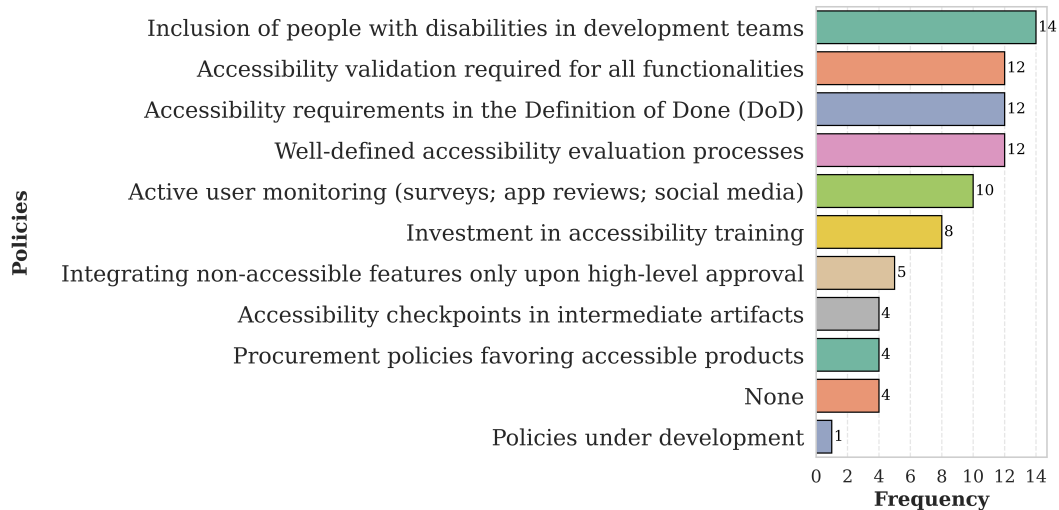 Inclusion of people with disabilities in development teams 14
Accessibility validation required for all functionalities 12
Accessibility requirements in the Definition of Done (DoD) 12
Well-defined accessibility evaluation processes 12
Active user monitoring (surveys; app reviews; social media) 10
Investment in accessibility training 8
Integrating non-accessible features only upon high-level approval 5
Accessibility checkpoints in intermediate artifacts 4
Procurement policies favoring accessible products 4
None 4
Policies under development 1
Policies
0 2 4 6 8 10 12 14
Frequency